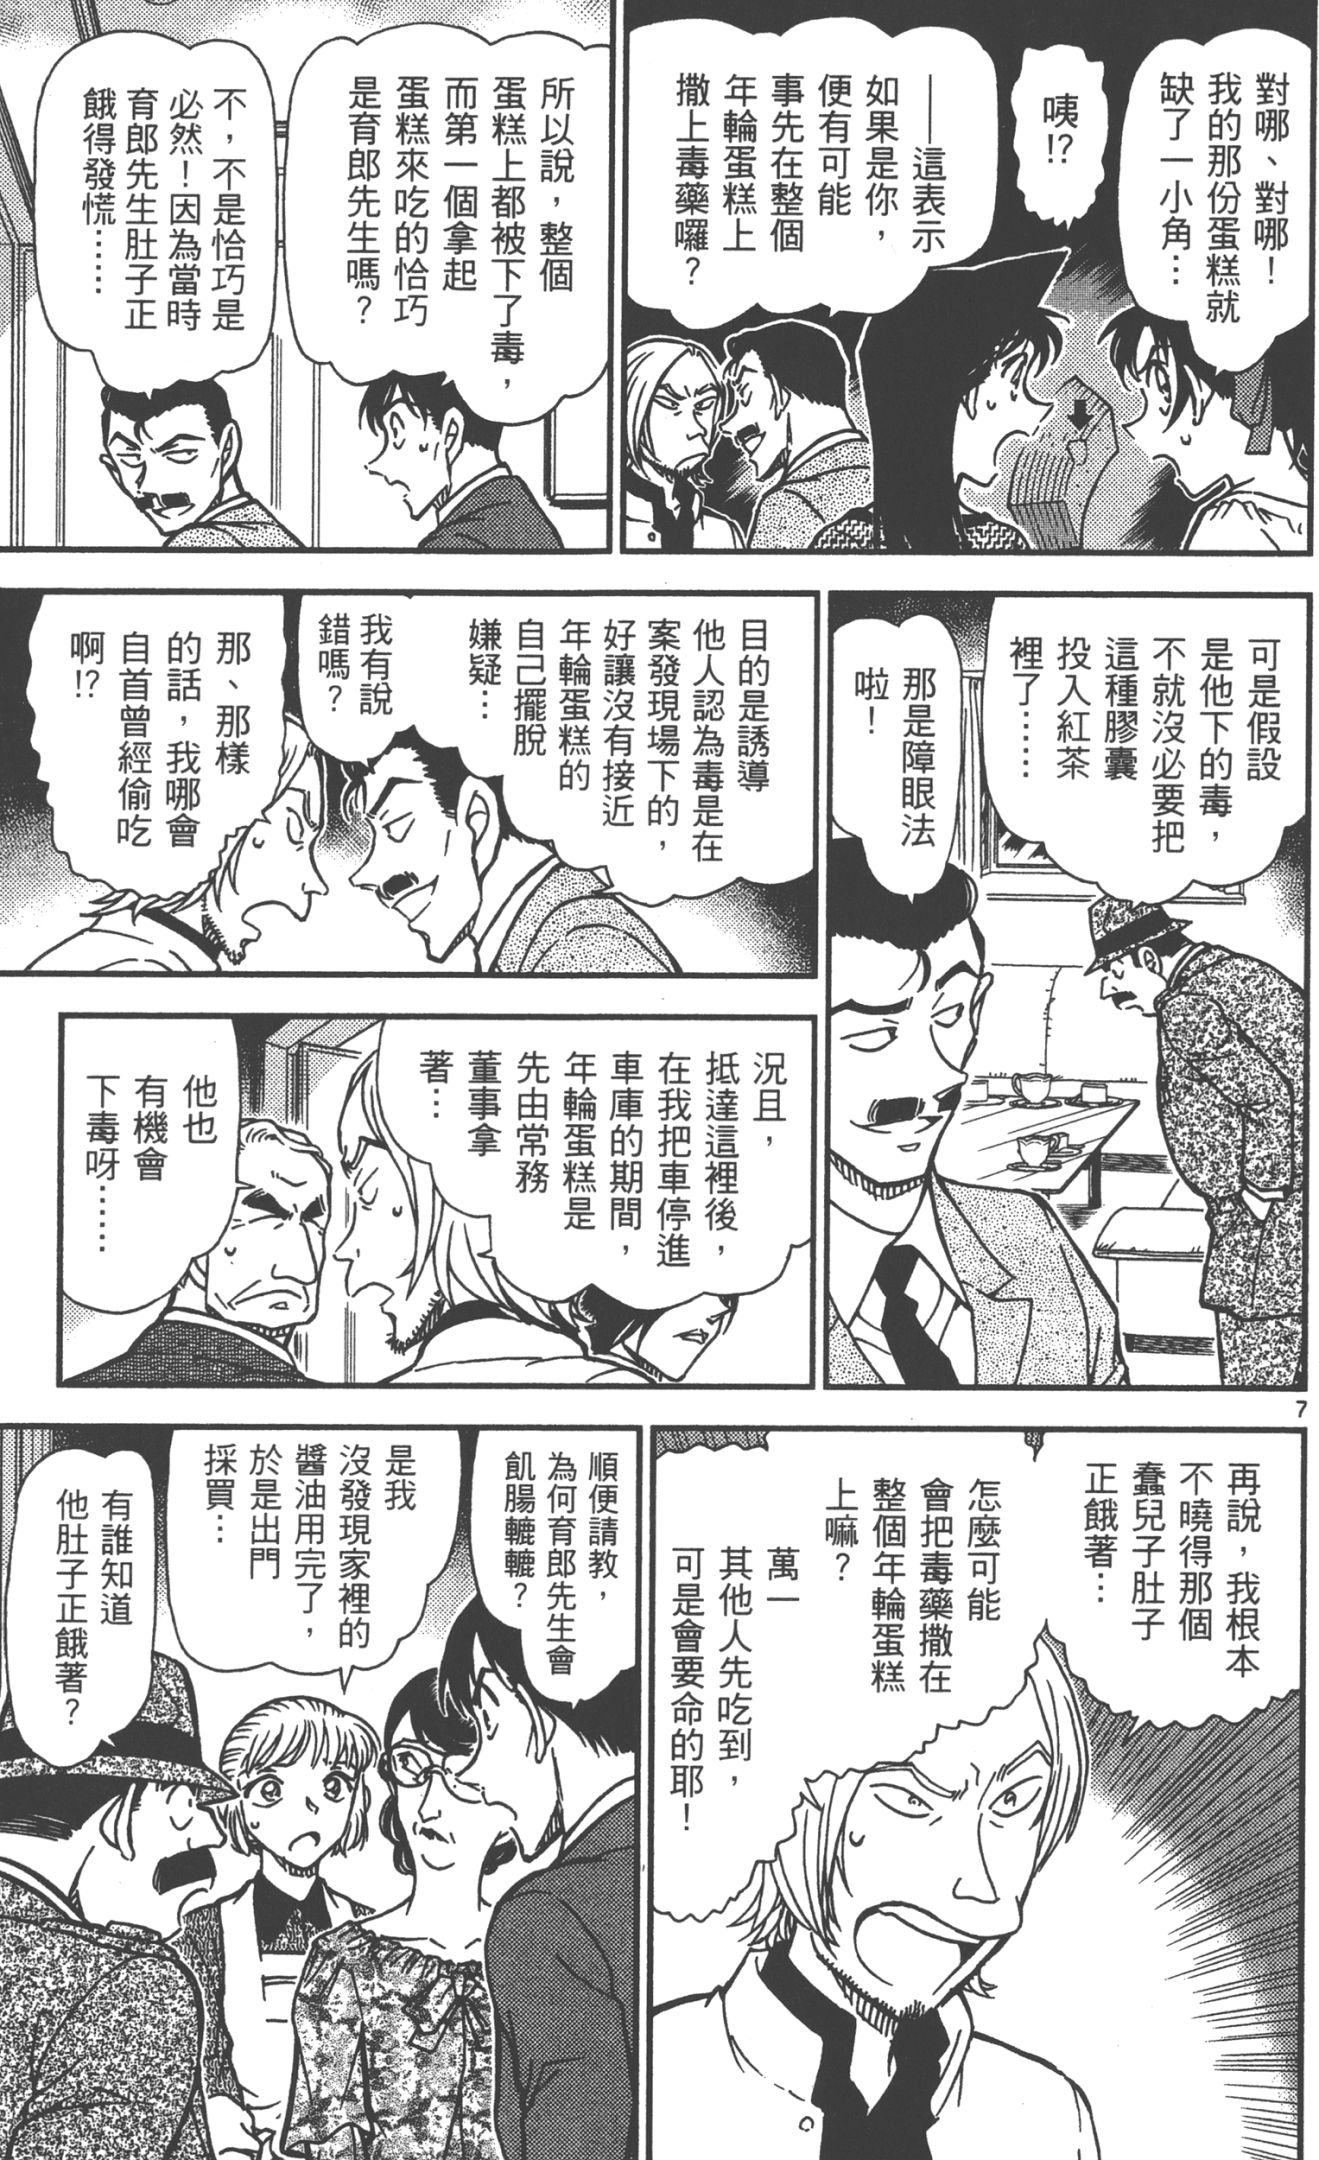 對哪、對哪！
我的那份蛋糕就
缺了一小角…
咦!?
——這表示
如果是你，
便有可能
事先在整個
年輪蛋糕上
撒上毒藥囉？
所以說，整個
蛋糕上都被下了毒，
而第一個拿起
蛋糕來吃的恰巧
是育郎先生嗎？
不，不是恰巧是
必然！因為當時
育郎先生肚子正
餓得發慌……
可是假設
是他下的毒，
不就沒必要把
這種膠囊
投入紅茶
裡了……
那是障眼法
啦！
目的是誘導
他人認為毒是在
案發現場下的，
好讓沒有接近
年輪蛋糕的
自己擺脫
嫌疑…
我有說
錯嗎？
那、那樣
的話，我哪會
自首曾經偷吃
啊!?
況且，
抵達這裡後，
在我把車停進
車庫的期間，
年輪蛋糕是
先由常務
董事拿
著…
他也
有機會
下毒呀……
7
再說，我根本
不曉得那個
蠢兒子肚子
正餓著…
怎麼可能
會把毒藥撒在
整個年輪蛋糕
上嘛？
萬一
其他人先吃到，
可是會要命的耶！
順便請教，
為何育郎先生會
飢腸轆轆？
是我
沒發現家裡的
醬油用完了，
於是出門
採買…
有誰知道
他肚子正餓著？